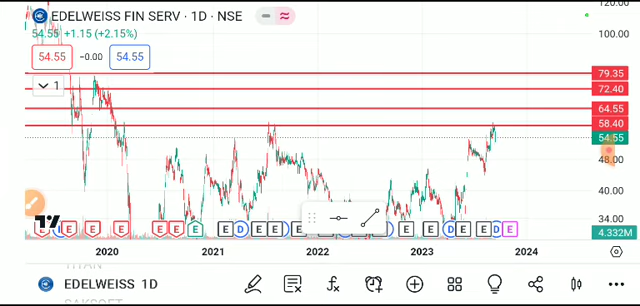 120.00
EDELWEISS FIN SERV · 1D · NSE
54.55 +1.15 (+2.15%)
100.00
54.55 −0.00 54.55
1
79.35
72.40
64.55
58.40
54.55
48.00
40.00
34.00
E D E E E E E E E D E E E E D E E D E E D E
4.332M
2020 2021 2022 2023 2024
EDELWEISS 1D